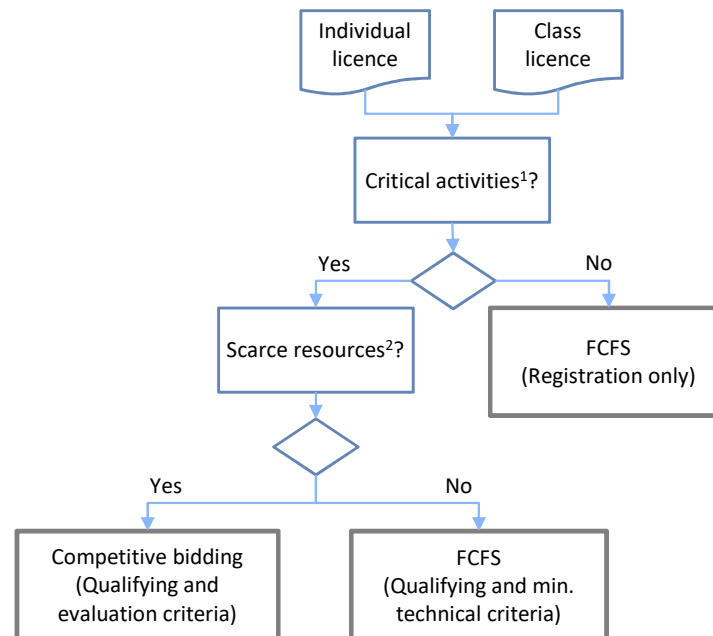 Individual
licence
Class
licence
Critical activities¹?
Yes
No
Scarce resources²?
FCFS
(Registration only)
Yes
No
Competitive bidding
(Qualifying and
evaluation criteria)
FCFS
(Qualifying and min.
technical criteria)